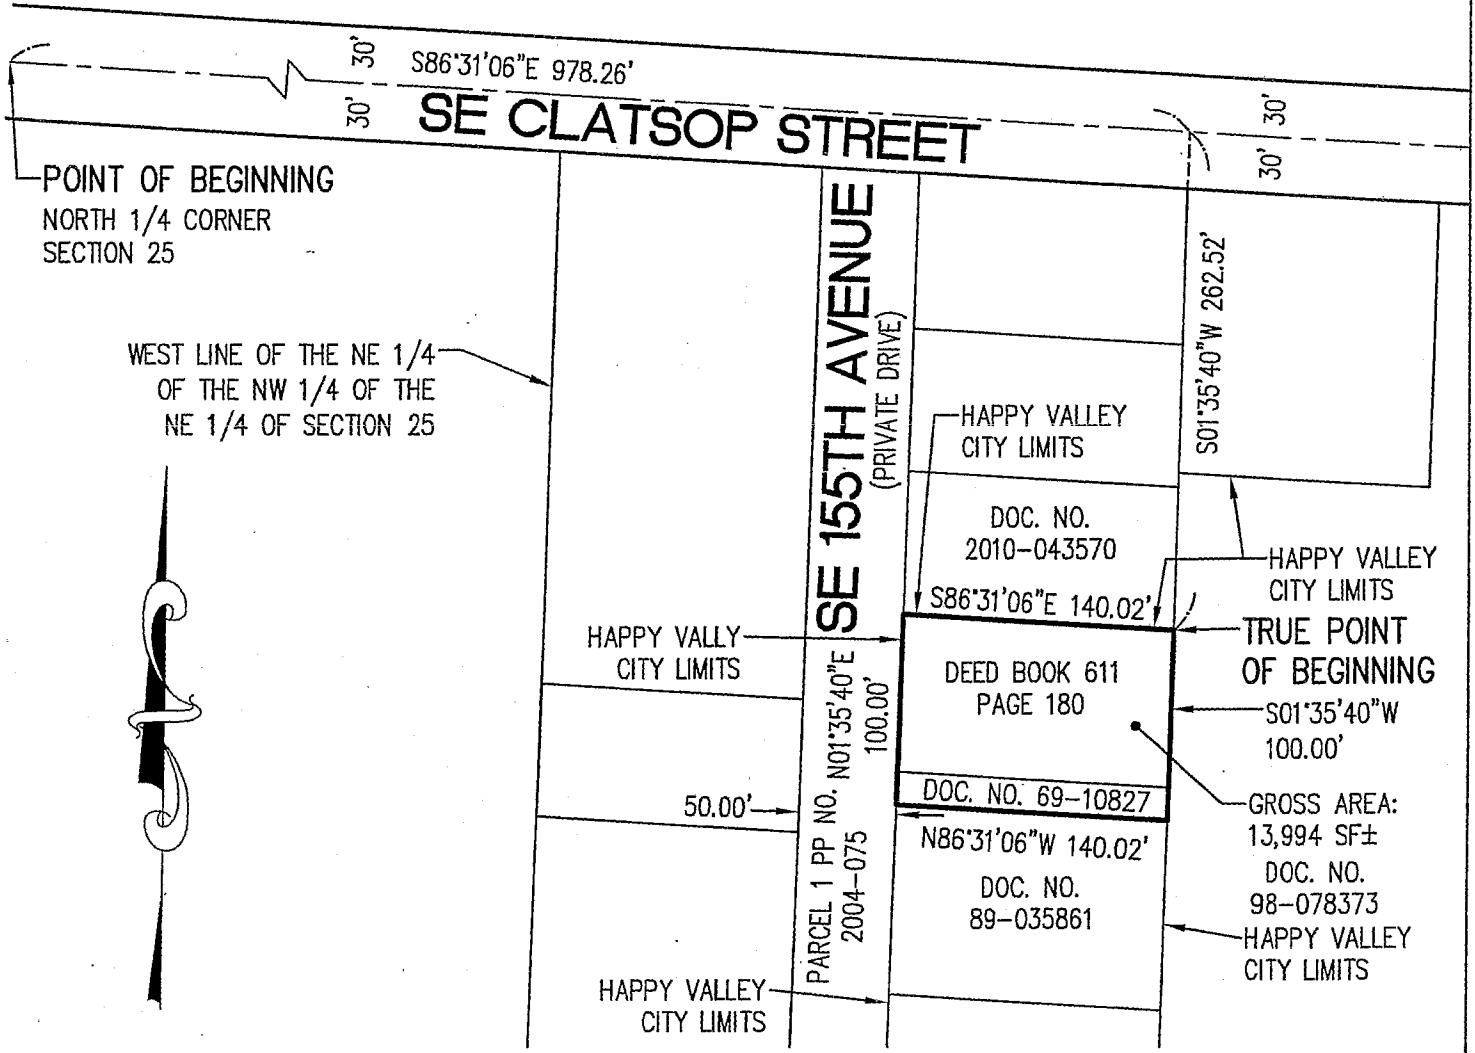 30'
S86°31'06"E 978.26'
30'
30'
SE CLATSOP STREET
30'
POINT OF BEGINNING
NORTH 1/4 CORNER
SECTION 25
WEST LINE OF THE NE 1/4
OF THE NW 1/4 OF THE
NE 1/4 OF SECTION 25
SE 155TH AVENUE
(PRIVATE DRIVE)
S01°35'40"W 262.52'
HAPPY VALLEY
CITY LIMITS
DOC. NO.
2010-043570
HAPPY VALLEY
CITY LIMITS
S86°31'06"E 140.02'
TRUE POINT
OF BEGINNING
HAPPY VALLY
CITY LIMITS
N01°35'40"E
100.00'
DEED BOOK 611
PAGE 180
S01°35'40"W
100.00'
DOC. NO. 69-10827
50.00'
GROSS AREA:
13,994 SF±
N86°31'06"W 140.02'
PARCEL 1 PP NO.
2004-075
DOC. NO.
89-035861
DOC. NO.
98-078373
HAPPY VALLEY
CITY LIMITS
HAPPY VALLEY
CITY LIMITS